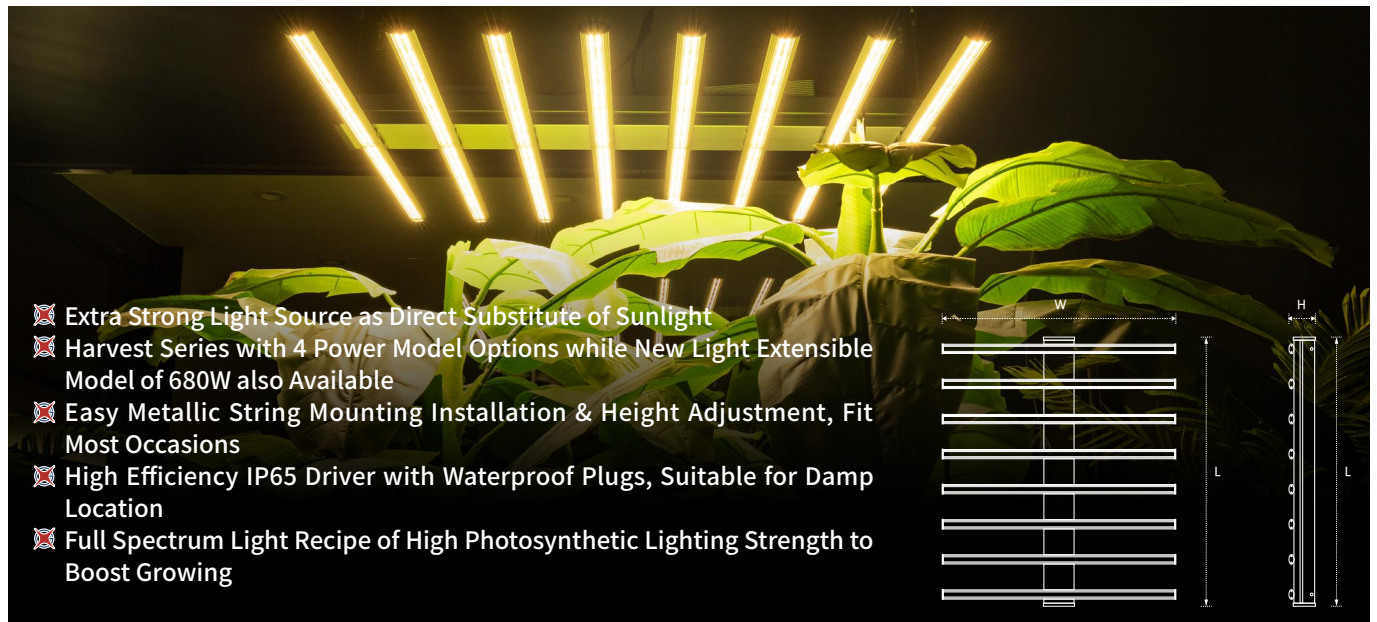 Extra Strong Light Source as Direct Substitute of Sunlight
Harvest Series with 4 Power Model Options while New Light Extensible
Model of 680W also Available
Easy Metallic String Mounting Installation & Height Adjustment, Fit
Most Occasions
High Efficiency IP65 Driver with Waterproof Plugs, Suitable for Damp
Location
Full Spectrum Light Recipe of High Photosynthetic Lighting Strength to
Boost Growing
W
H
L
L